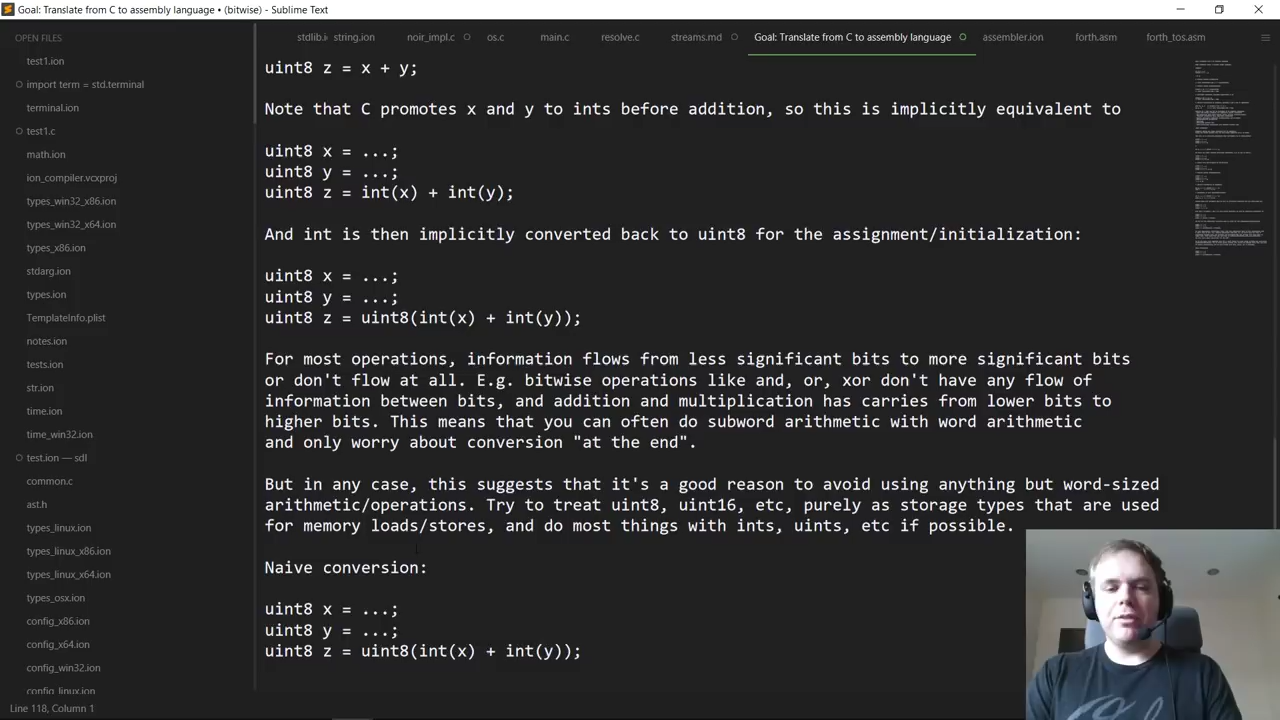 Goal: Translate from C to assembly language • (bitwise) - Sublime Text
OPEN FILES
test1.ion
import term = std.terminal
terminal.ion
test1.c
math.ion
ion_compiler.vcxproj
types_win32_x86.ion
types_win32_x64.ion
types_x86.ion
stdarg.ion
types.ion
TemplateInfo.plist
notes.ion
tests.ion
str.ion
time.ion
time_win32.ion
test.ion — sdl
common.c
ast.h
types_linux.ion
types_linux_x86.ion
types_linux_x64.ion
types_osx.ion
config_x86.ion
config_x64.ion
config_win32.ion
config_linux.ion
stdlib.i string.ion noir_impl.c os.c main.c resolve.c streams.md Goal: Translate from C to assembly language assembler.ion forth.asm forth_tos.asm
uint8 z = x + y;
Note that C promotes x and y to ints before addition, so this is implicitly equivalent to
uint8 x = ...;
uint8 y = ...;
uint8 z = int(x) + int(y);
And int is then implicitly converted back to uint8 for the assignment/initialization:
uint8 x = ...;
uint8 y = ...;
uint8 z = uint8(int(x) + int(y));
For most operations, information flows from less significant bits to more significant bits
or don't flow at all. E.g. bitwise operations like and, or, xor don't have any flow of
information between bits, and addition and multiplication has carries from lower bits to
higher bits. This means that you can often do subword arithmetic with word arithmetic
and only worry about conversion "at the end".
But in any case, this suggests that it's a good reason to avoid using anything but word-sized
arithmetic/operations. Try to treat uint8, uint16, etc, purely as storage types that are used
for memory loads/stores, and do most things with ints, uints, etc if possible.
Naive conversion:
uint8 x = ...;
uint8 y = ...;
uint8 z = uint8(int(x) + int(y));
Line 118, Column 1